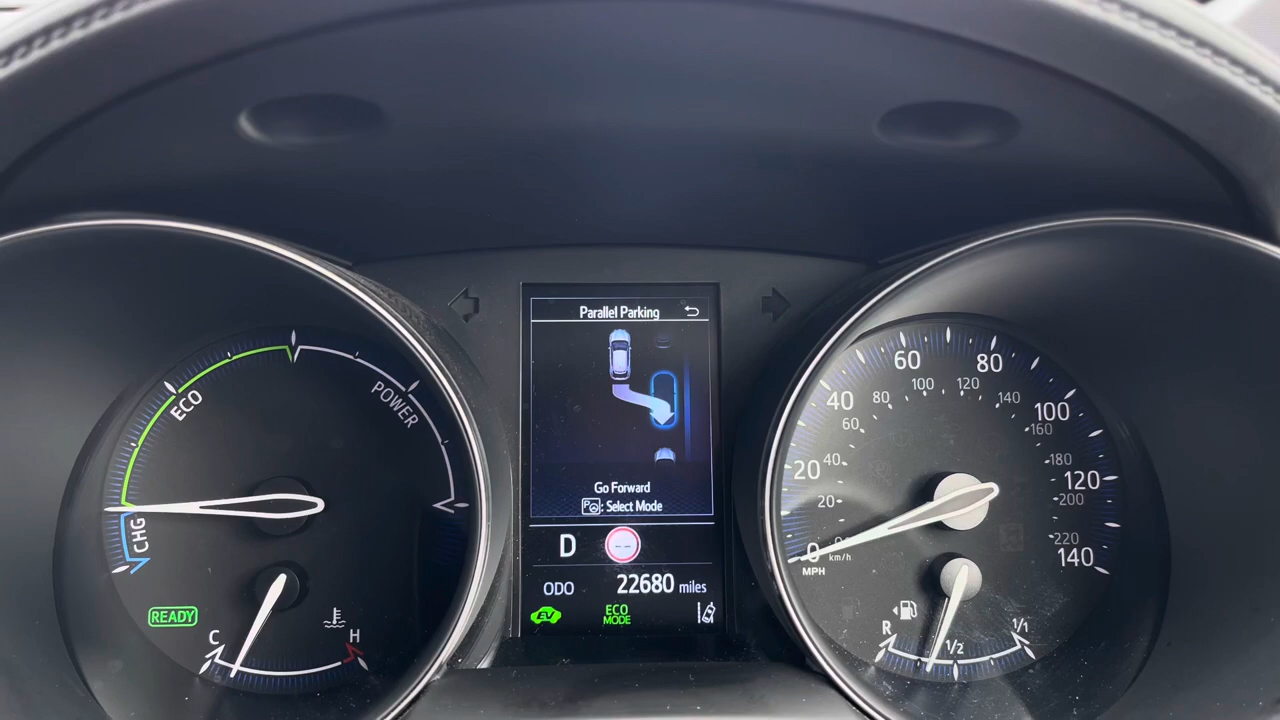 Parallel Parking
Go Forward
P : Select Mode
D
--
ODO 22680 miles
EV
ECO
MODE
CHG
ECO
POWER
READY
C
H
0
20
40
60
80
100
120
140
MPH
20
40
60
80
100
120
140
160
180
200
220
km/h
R
1/2
1/1